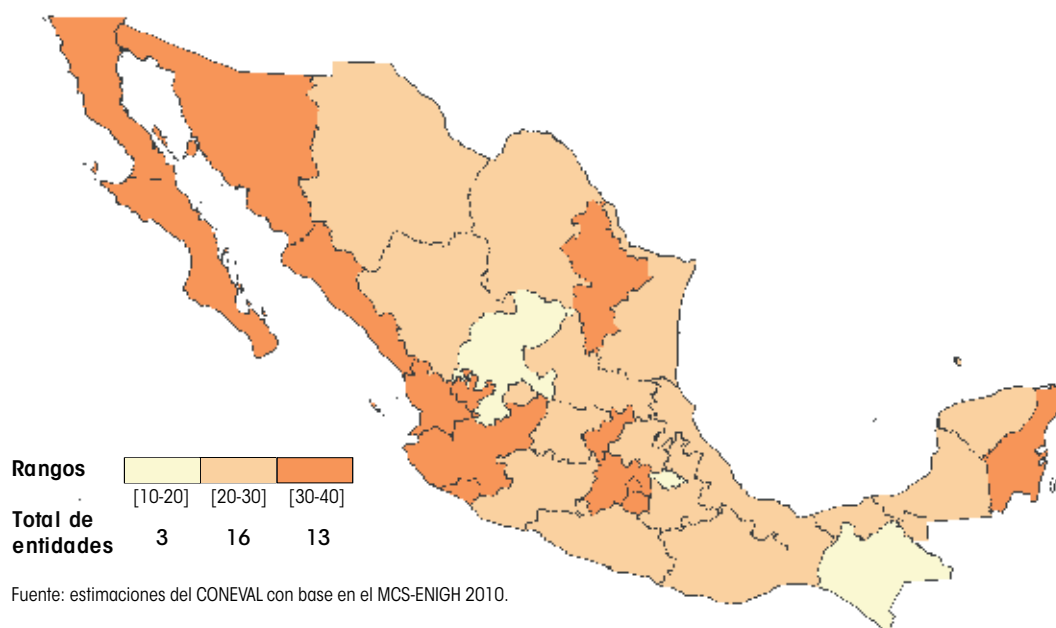 Rangos
[10-20] [20-30] [30-40]
Total de entidades 3 16 13
Fuente: estimaciones del CONEVAL con base en el MCS-ENIGH 2010.